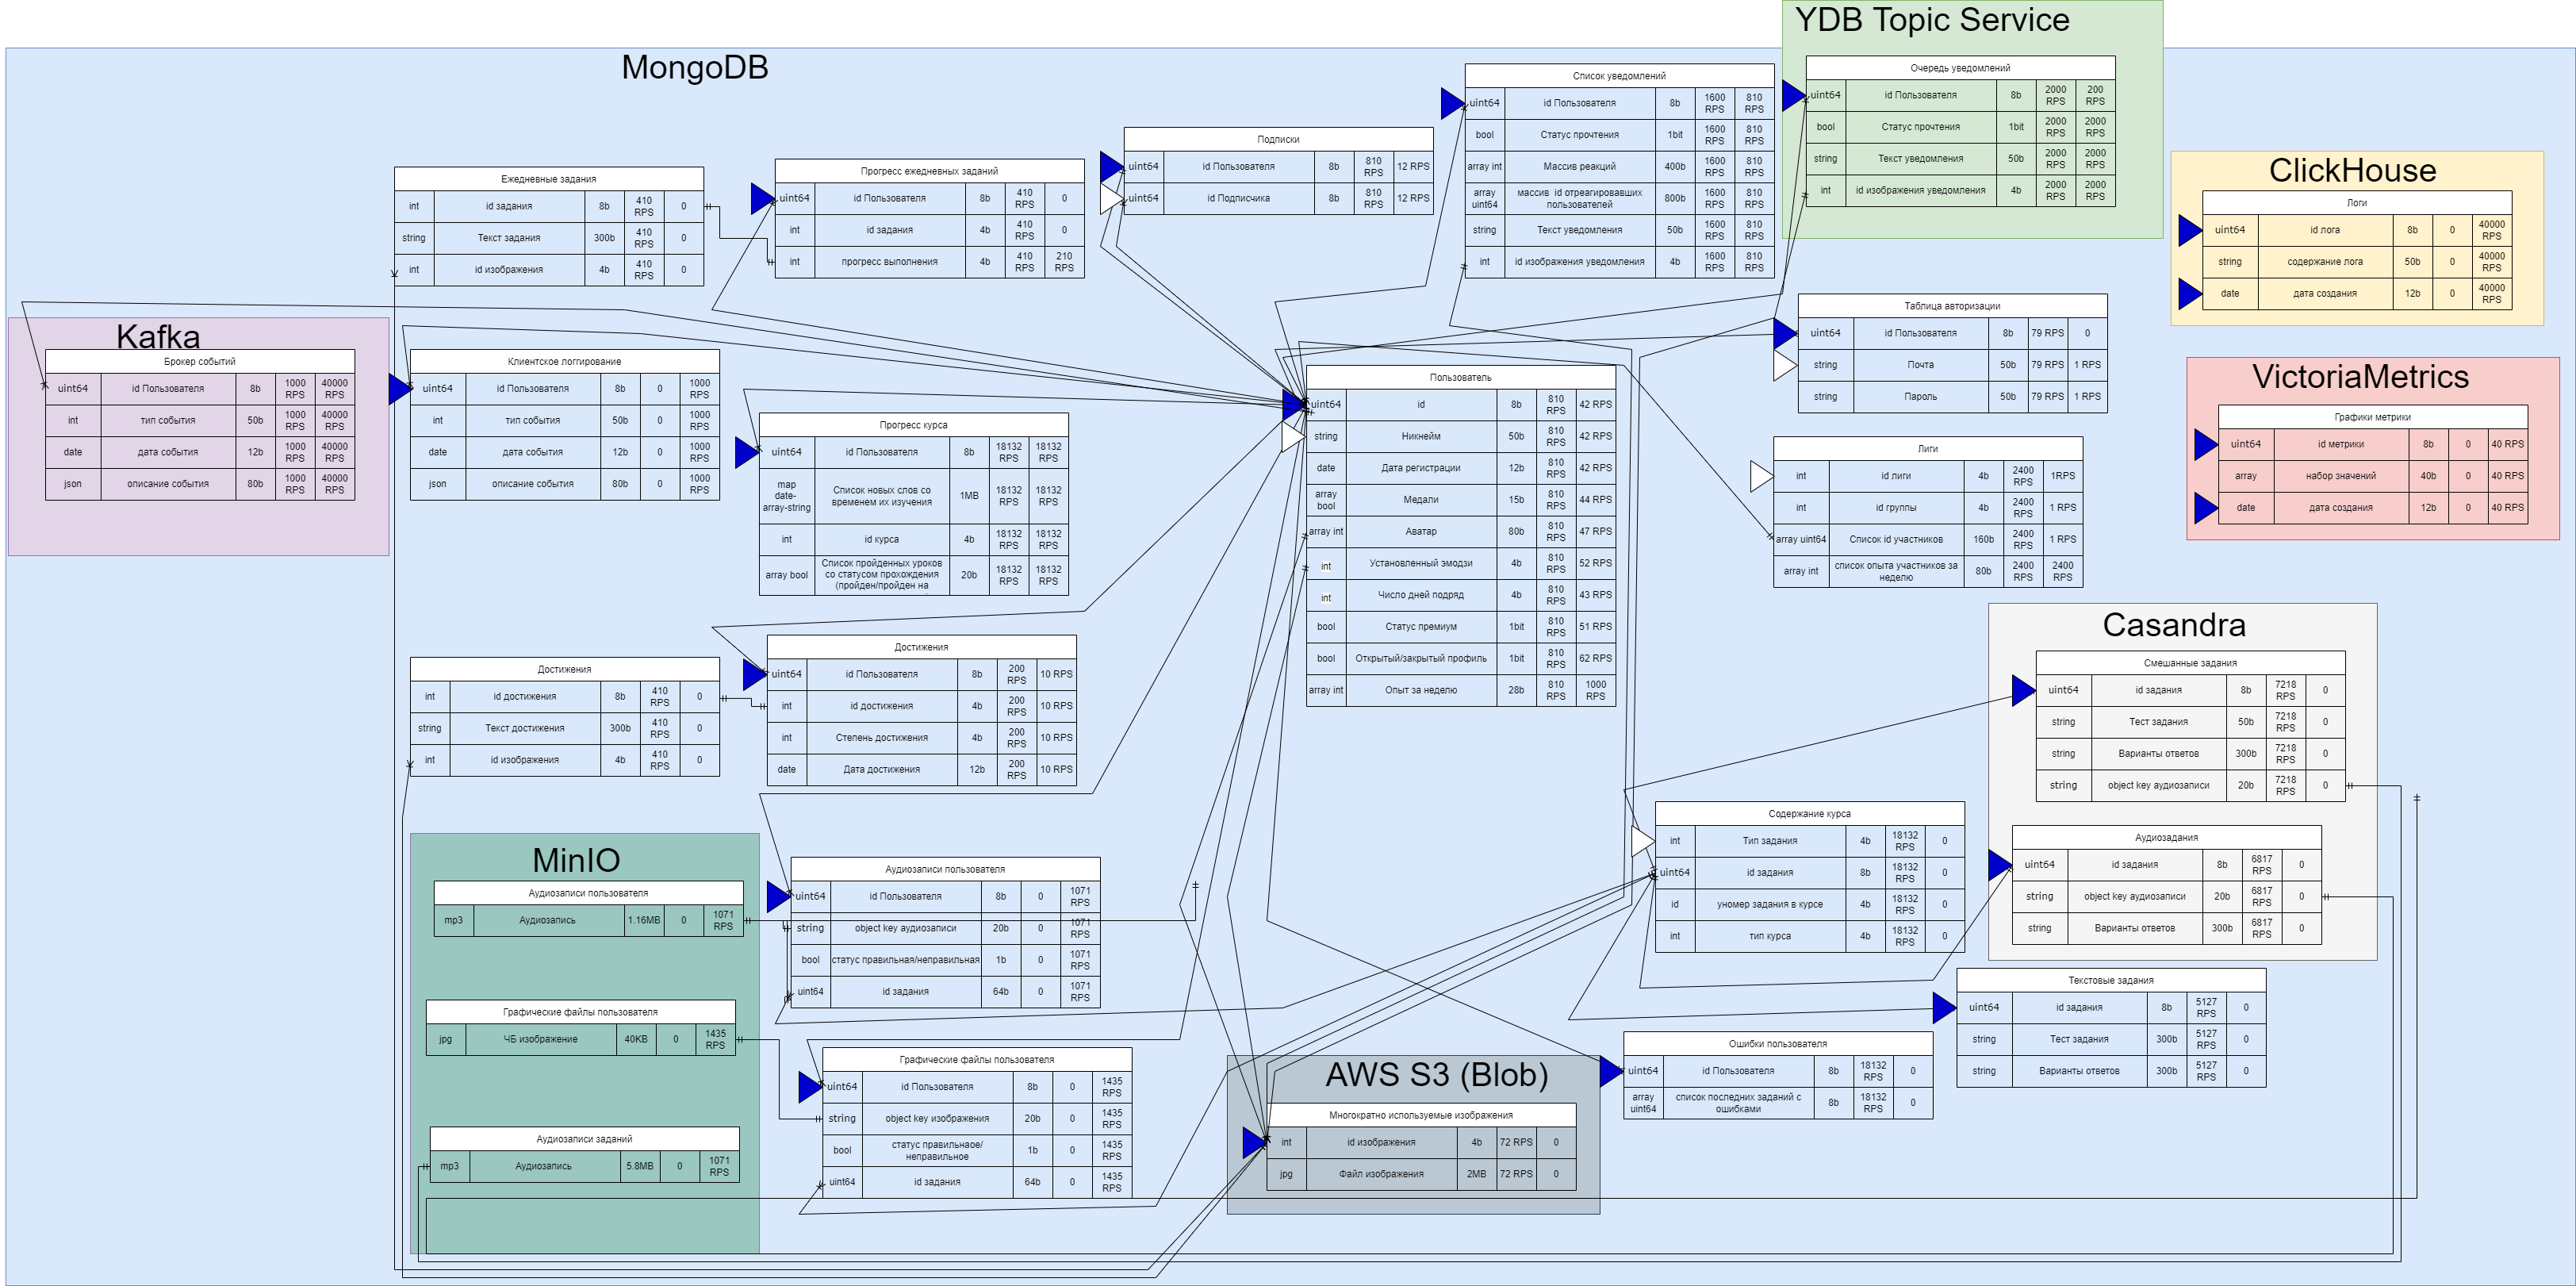 YDB Topic Service
MongoDB
Очередь уведомлений
uint64 id Пользователя 8b 2000 RPS 200 RPS
bool Статус прочтения 1bit 2000 RPS 2000 RPS
string Текст уведомления 50b 2000 RPS 2000 RPS
int id изображения уведомления 4b 2000 RPS 2000 RPS
Список уведомлений
uint64 id Пользователя 8b 1600 RPS 810 RPS
bool Статус прочтения 1bit 1600 RPS 810 RPS
array int Массив реакций 400b 1600 RPS 810 RPS
array uint64 массив id отреагировавших пользователей 800b 1600 RPS 810 RPS
string Текст уведомления 50b 1600 RPS 810 RPS
int id изображения уведомления 4b 1600 RPS 810 RPS
Подписки
uint64 id Пользователя 8b 810 RPS 12 RPS
uint64 id Подписчика 8b 810 RPS 12 RPS
Прогресс ежедневных заданий
uint64 id Пользователя 8b 410 RPS 0
int id задания 4b 410 RPS 0
int прогресс выполнения 4b 410 RPS 210 RPS
Ежедневные задания
int id задания 8b 410 RPS 0
string Текст задания 300b 410 RPS 0
int id изображения 4b 410 RPS 0
ClickHouse
Логи
uint64 id лога 8b 0 40000 RPS
string содержание лога 50b 0 40000 RPS
date дата создания 12b 0 40000 RPS
Таблица авторизации
uint64 id Пользователя 8b 79 RPS 0
string Почта 50b 79 RPS 1 RPS
string Пароль 50b 79 RPS 1 RPS
Kafka
Брокер событий
uint64 id Пользователя 8b 1000 RPS 40000 RPS
int тип события 50b 1000 RPS 40000 RPS
date дата события 12b 1000 RPS 40000 RPS
json описание события 80b 1000 RPS 40000 RPS
Клиентское логгирование
uint64 id Пользователя 8b 0 1000 RPS
int тип события 50b 0 1000 RPS
date дата события 12b 0 1000 RPS
json описание события 80b 0 1000 RPS
Прогресс курса
uint64 id Пользователя 8b 18132 RPS 18132 RPS
map date-array-string Список новых слов со временем их изучения 1MB 18132 RPS 18132 RPS
int id курса 4b 18132 RPS 18132 RPS
array bool Список пройденных уроков со статусом прохождения (пройден/пройден на 20b 18132 RPS 18132 RPS
Пользователь
uint64 id 8b 810 RPS 42 RPS
string Никнейм 50b 810 RPS 42 RPS
date Дата регистрации 12b 810 RPS 42 RPS
array bool Медали 15b 810 RPS 44 RPS
array int Аватар 80b 810 RPS 47 RPS
int Установленный эмодзи 4b 810 RPS 52 RPS
int Число дней подряд 4b 810 RPS 43 RPS
bool Статус премиум 1bit 810 RPS 51 RPS
bool Открытый/закрытый профиль 1bit 810 RPS 62 RPS
array int Опыт за неделю 28b 810 RPS 1000 RPS
VictoriaMetrics
Графики метрики
uint64 id метрики 8b 0 40 RPS
array набор значений 40b 0 40 RPS
date дата создания 12b 0 40 RPS
Лиги
int id лиги 4b 2400 RPS 1RPS
int id группы 4b 2400 RPS 1 RPS
array uint64 Список id участников 160b 2400 RPS 1 RPS
array int список опыта участников за неделю 80b 2400 RPS 2400 RPS
Casandra
Смешанные задания
uint64 id задания 8b 7218 RPS 0
string Тест задания 50b 7218 RPS 0
string Варианты ответов 300b 7218 RPS 0
string object key аудиозаписи 20b 7218 RPS 0
Аудиозадания
uint64 id задания 8b 6817 RPS 0
string object key аудиозаписи 20b 6817 RPS 0
string Варианты ответов 300b 6817 RPS 0
Достижения
uint64 id Пользователя 8b 200 RPS 10 RPS
int id достижения 4b 200 RPS 10 RPS
int Степень достижения 4b 200 RPS 10 RPS
date Дата достижения 12b 200 RPS 10 RPS
Достижения
int id достижения 8b 410 RPS 0
string Текст достижения 300b 410 RPS 0
int id изображения 4b 410 RPS 0
Содержание курса
int Тип задания 4b 18132 RPS 0
uint64 id задания 8b 18132 RPS 0
id уномер задания в курсе 4b 18132 RPS 0
int тип курса 4b 18132 RPS 0
MinIO
Аудиозаписи пользователя
mp3 Аудиозапись 1.16MB 0 1071 RPS
Графические файлы пользователя
jpg ЧБ изображение 40KB 0 1435 RPS
Аудиозаписи заданий
mp3 Аудиозапись 5.8MB 0 1071 RPS
Аудиозаписи пользователя
uint64 id Пользователя 8b 0 1071 RPS
string object key аудиозаписи 20b 0 1071 RPS
bool статус правильная/неправильная 1b 0 1071 RPS
uint64 id задания 64b 0 1071 RPS
Графические файлы пользователя
uint64 id Пользователя 8b 0 1435 RPS
string object key изображения 20b 0 1435 RPS
bool статус правильнаое/неправильное 1b 0 1435 RPS
uint64 id задания 64b 0 1435 RPS
Текстовые задания
uint64 id задания 8b 5127 RPS 0
string Тест задания 300b 5127 RPS 0
string Варианты ответов 300b 5127 RPS 0
Ошибки пользователя
uint64 id Пользователя 8b 18132 RPS 0
array uint64 список последних заданий с ошибками 8b 18132 RPS 0
AWS S3 (Blob)
Многократно используемые изображения
int id изображения 4b 72 RPS 0
jpg Файл изображения 2MB 72 RPS 0